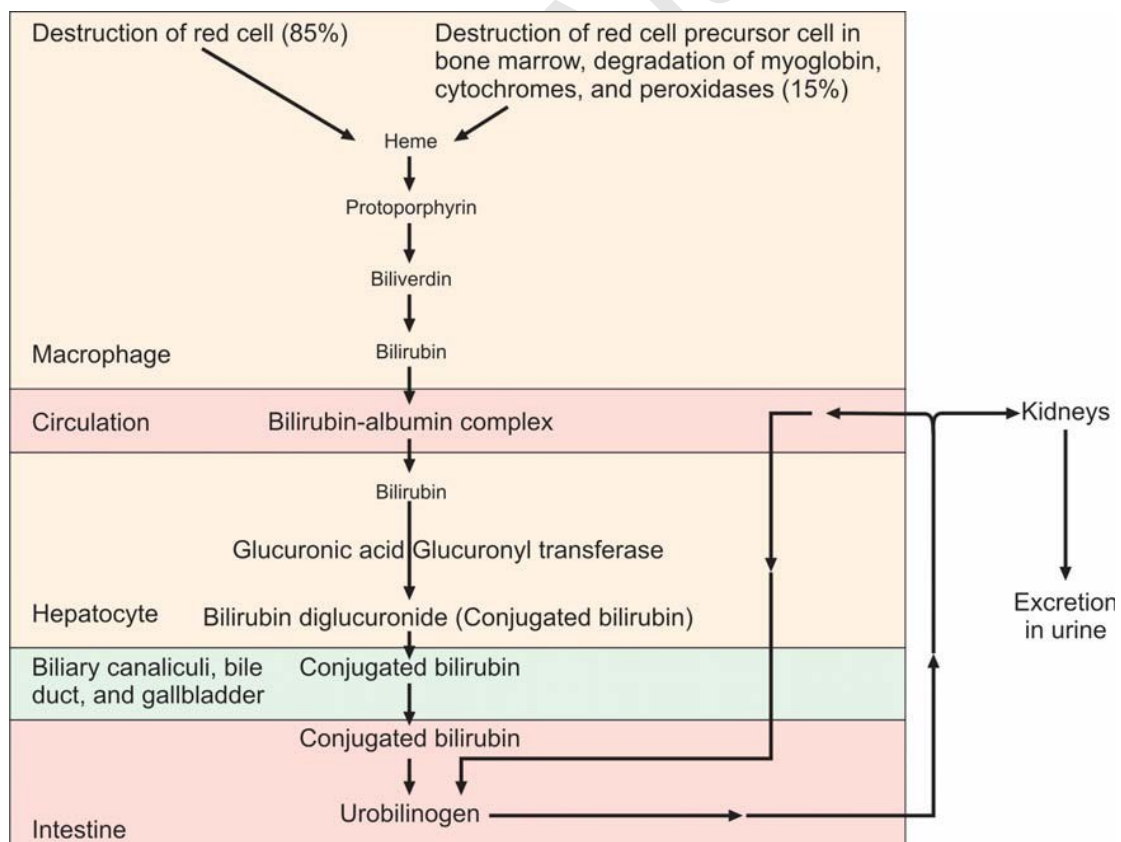 Destruction of red cell (85%)
Destruction of red cell precursor cell in
bone marrow, degradation of myoglobin,
cytochromes, and peroxidases (15%)
Heme
Protoporphyrin
Biliverdin
Macrophage
Bilirubin
Circulation
Bilirubin-albumin complex
Kidneys
Bilirubin
Glucuronic acid Glucuronyl transferase
Hepatocyte
Bilirubin diglucuronide (Conjugated bilirubin)
Excretion
in urine
Biliary canaliculi, bile
duct, and gallbladder
Conjugated bilirubin
Conjugated bilirubin
Urobilinogen
Intestine